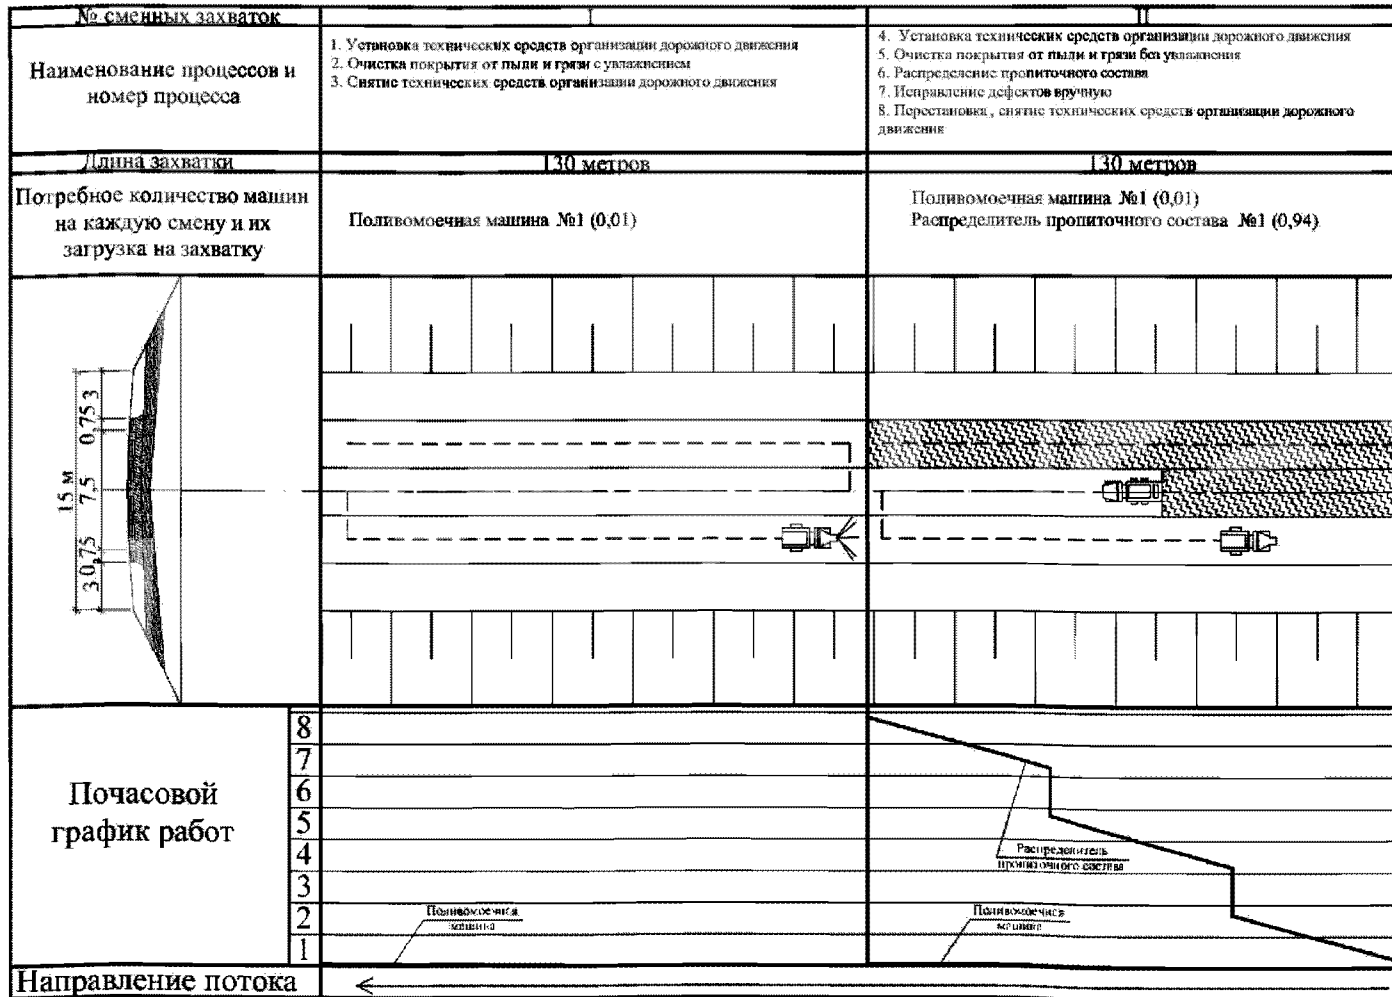 № сменных захваток
I
II
Наименование процессов и
номер процесса
1. Установка технических средств организации дорожного движения
2. Очистка покрытия от пыли и грязи с увлажнением
3. Снятие технических средств организации дорожного движения
4. Установка технических средств организации дорожного движения
5. Очистка покрытия от пыли и грязи без увлажнения
6. Распределение пропиточного состава
7. Исправление дефектов вручную
8. Перестановка, снятие технических средств организации дорожного
движения
Длина захватки
130 метров
130 метров
Потребное количество машин
на каждую смену и их
загрузка на захватку
Поливомоечная машина №1 (0,01)
Поливомоечная машина №1 (0,01)
Распределитель пропиточного состава №1 (0,94)
15 м
3
0,75
7,5
0,75
3
Почасовой
график работ
8
7
6
5
4
3
2
1
Поливомоечная
машина
Распределитель
пропиточного состава
Поливомоечная
машина
Направление потока